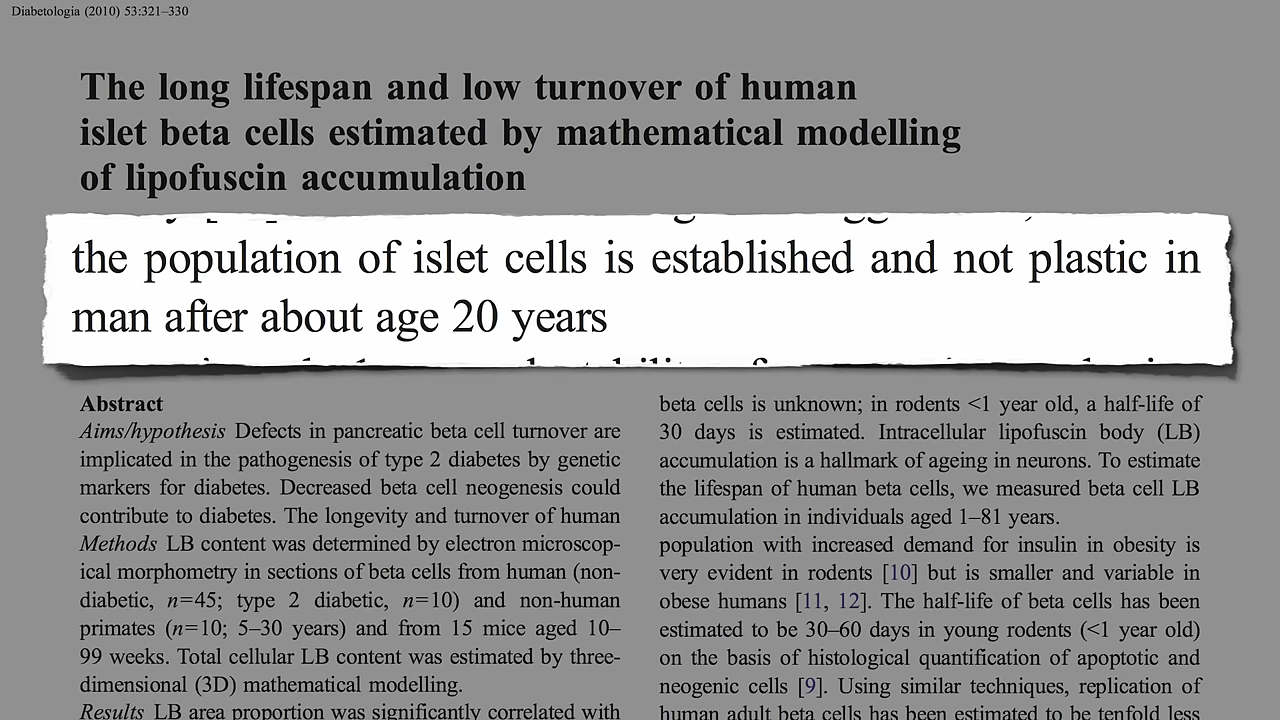 Diabetologia (2010) 53:321–330
The long lifespan and low turnover of human
islet beta cells estimated by mathematical modelling
of lipofuscin accumulation
the population of islet cells is established and not plastic in
man after about age 20 years
Abstract
Aims/hypothesis Defects in pancreatic beta cell turnover are
implicated in the pathogenesis of type 2 diabetes by genetic
markers for diabetes. Decreased beta cell neogenesis could
contribute to diabetes. The longevity and turnover of human
Methods LB content was determined by electron microscop-
ical morphometry in sections of beta cells from human (non-
diabetic, n=45; type 2 diabetic, n=10) and non-human
primates (n=10; 5–30 years) and from 15 mice aged 10–
99 weeks. Total cellular LB content was estimated by three-
dimensional (3D) mathematical modelling.
Results LB area proportion was significantly correlated with
beta cells is unknown; in rodents <1 year old, a half-life of
30 days is estimated. Intracellular lipofuscin body (LB)
accumulation is a hallmark of ageing in neurons. To estimate
the lifespan of human beta cells, we measured beta cell LB
accumulation in individuals aged 1–81 years.
population with increased demand for insulin in obesity is
very evident in rodents [10] but is smaller and variable in
obese humans [11, 12]. The half-life of beta cells has been
estimated to be 30–60 days in young rodents (<1 year old)
on the basis of histological quantification of apoptotic and
neogenic cells [9]. Using similar techniques, replication of
human adult beta cells has been estimated to be tenfold less